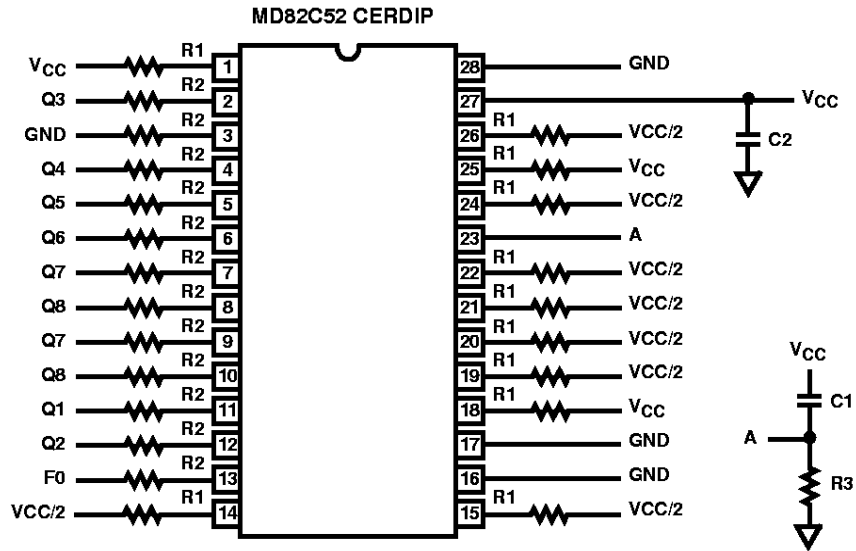 MD82C52 CERDIP
VCC R1 1 28 GND
Q3 R2 2 27 VCC
GND R2 3 26 R1 VCC/2
Q4 R2 4 25 R1 VCC
C2
Q5 R2 5 24 R1 VCC/2
Q6 R2 6 23 A
Q7 R2 7 22 R1 VCC/2
Q8 R2 8 21 R1 VCC/2
Q7 R2 9 20 R1 VCC/2
Q8 R2 10 19 R1 VCC/2
Q1 R2 11 18 R1 VCC
Q2 R2 12 17 GND
F0 R2 13 16 GND
VCC/2 R1 14 15 R1 VCC/2
VCC
C1
A
R3